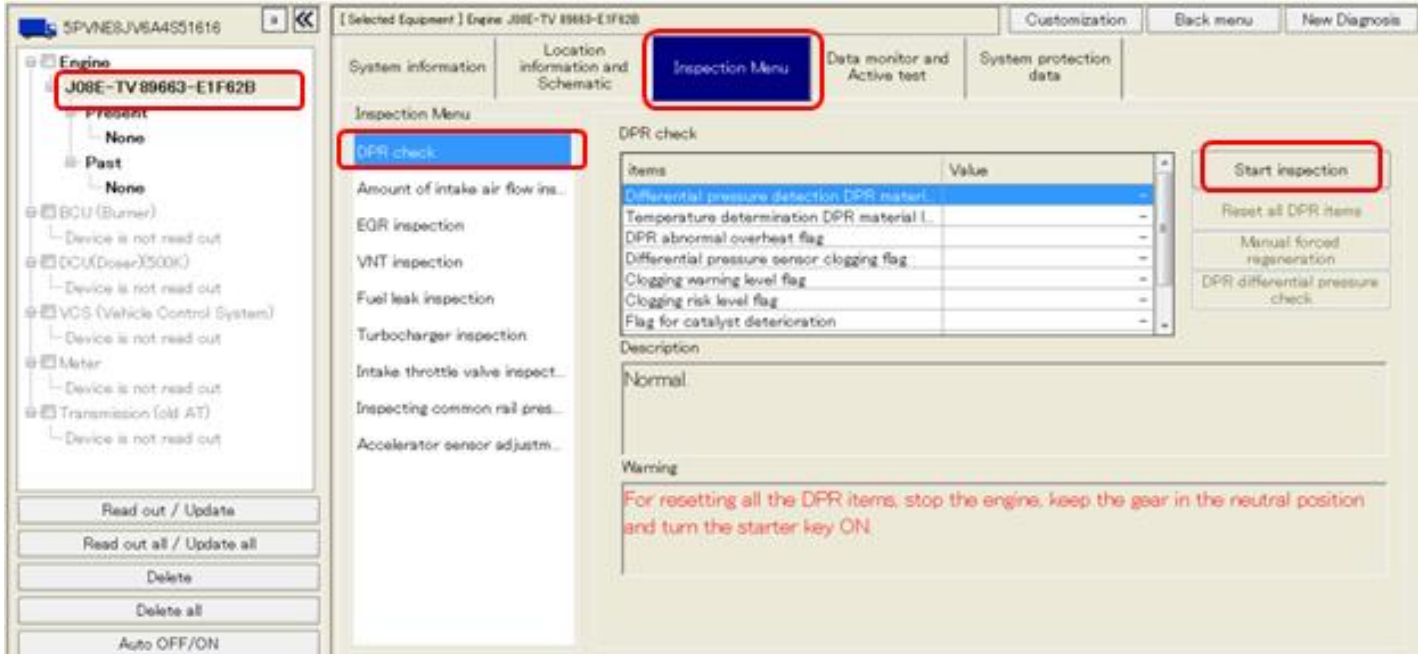 5PVNE8JV6A4S51616
Engine
J08E-TV 89663-E1F62B
Present
None
Past
None
BCU (Burner)
Device is not read out
DCU(Doser)(500K)
Device is not read out
VCS (Vehicle Control System)
Device is not read out
Meter
Device is not read out
Transmission (old AT)
Device is not read out
Read out / Update
Read out all / Update all
Delete
Delete all
Auto OFF/ON
[ Selected Equipment ] Engine J08E-TV 89663-E1F62B
Customization
Back menu
New Diagnosis
System information
Location
information and
Schematic
Inspection Menu
Data monitor and
Active test
System protection
data
Inspection Menu
DPR check
Amount of intake air flow ins...
EGR inspection
VNT inspection
Fuel leak inspection
Turbocharger inspection
Intake throttle valve inspect...
Inspecting common rail pres...
Accelerator sensor adjustm...
DPR check
Items Value
Differential pressure detection DPR materi... -
Temperature determination DPR material l... -
DPR abnormal overheat flag -
Differential pressure sensor clogging flag -
Clogging warning level flag -
Clogging risk level flag -
Flag for catalyst deterioration -
Start inspection
Reset all DPR items
Manual forced
regeneration
DPR differential pressure
check
Description
Normal.
Warning
For resetting all the DPR items, stop the engine, keep the gear in the neutral position
and turn the starter key ON.